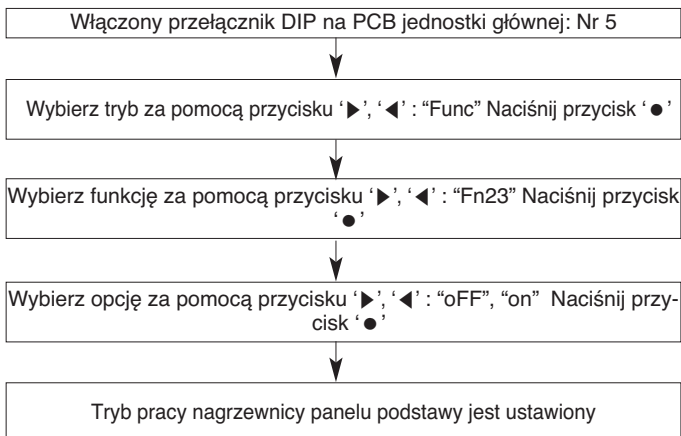 Włączony przełącznik DIP na PCB jednostki głównej: Nr 5
Wybierz tryb za pomocą przycisku ‘▶’, ‘◀’ : “Func” Naciśnij przycisk ‘●’
Wybierz funkcję za pomocą przycisku ‘▶’, ‘◀’ : “Fn23” Naciśnij przycisk
‘●’
Wybierz opcję za pomocą przycisku ‘▶’, ‘◀’ : “oFF”, “on” Naciśnij przy-
cisk ‘●’
Tryb pracy nagrzewnicy panelu podstawy jest ustawiony